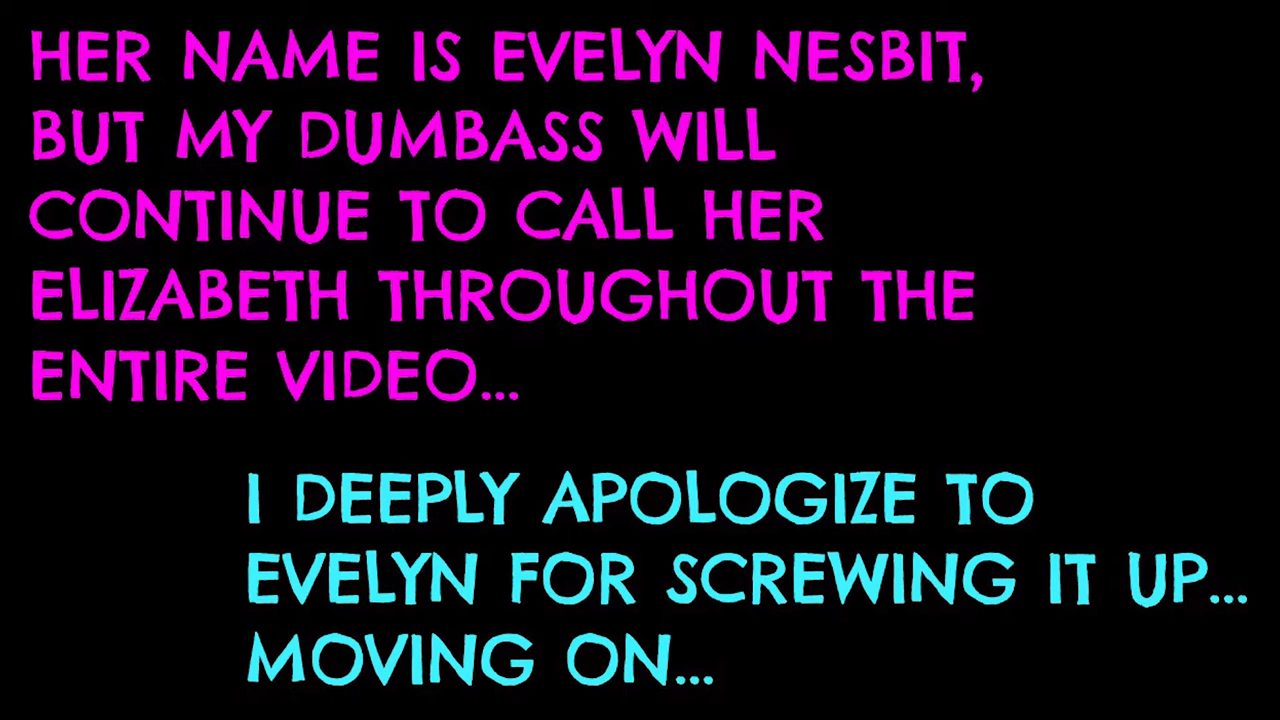 HER NAME IS EVELYN NESBIT,
BUT MY DUMBASS WILL
CONTINUE TO CALL HER
ELIZABETH THROUGHOUT THE
ENTIRE VIDEO...
I DEEPLY APOLOGIZE TO
EVELYN FOR SCREWING IT UP...
MOVING ON...